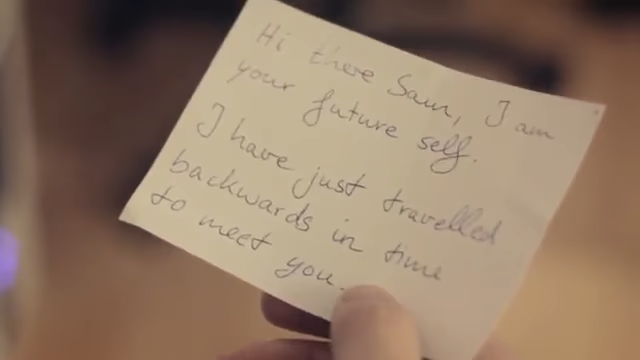 Hi there Sam, I am
your future self.
I have just travelled
backwards in time
to meet you.